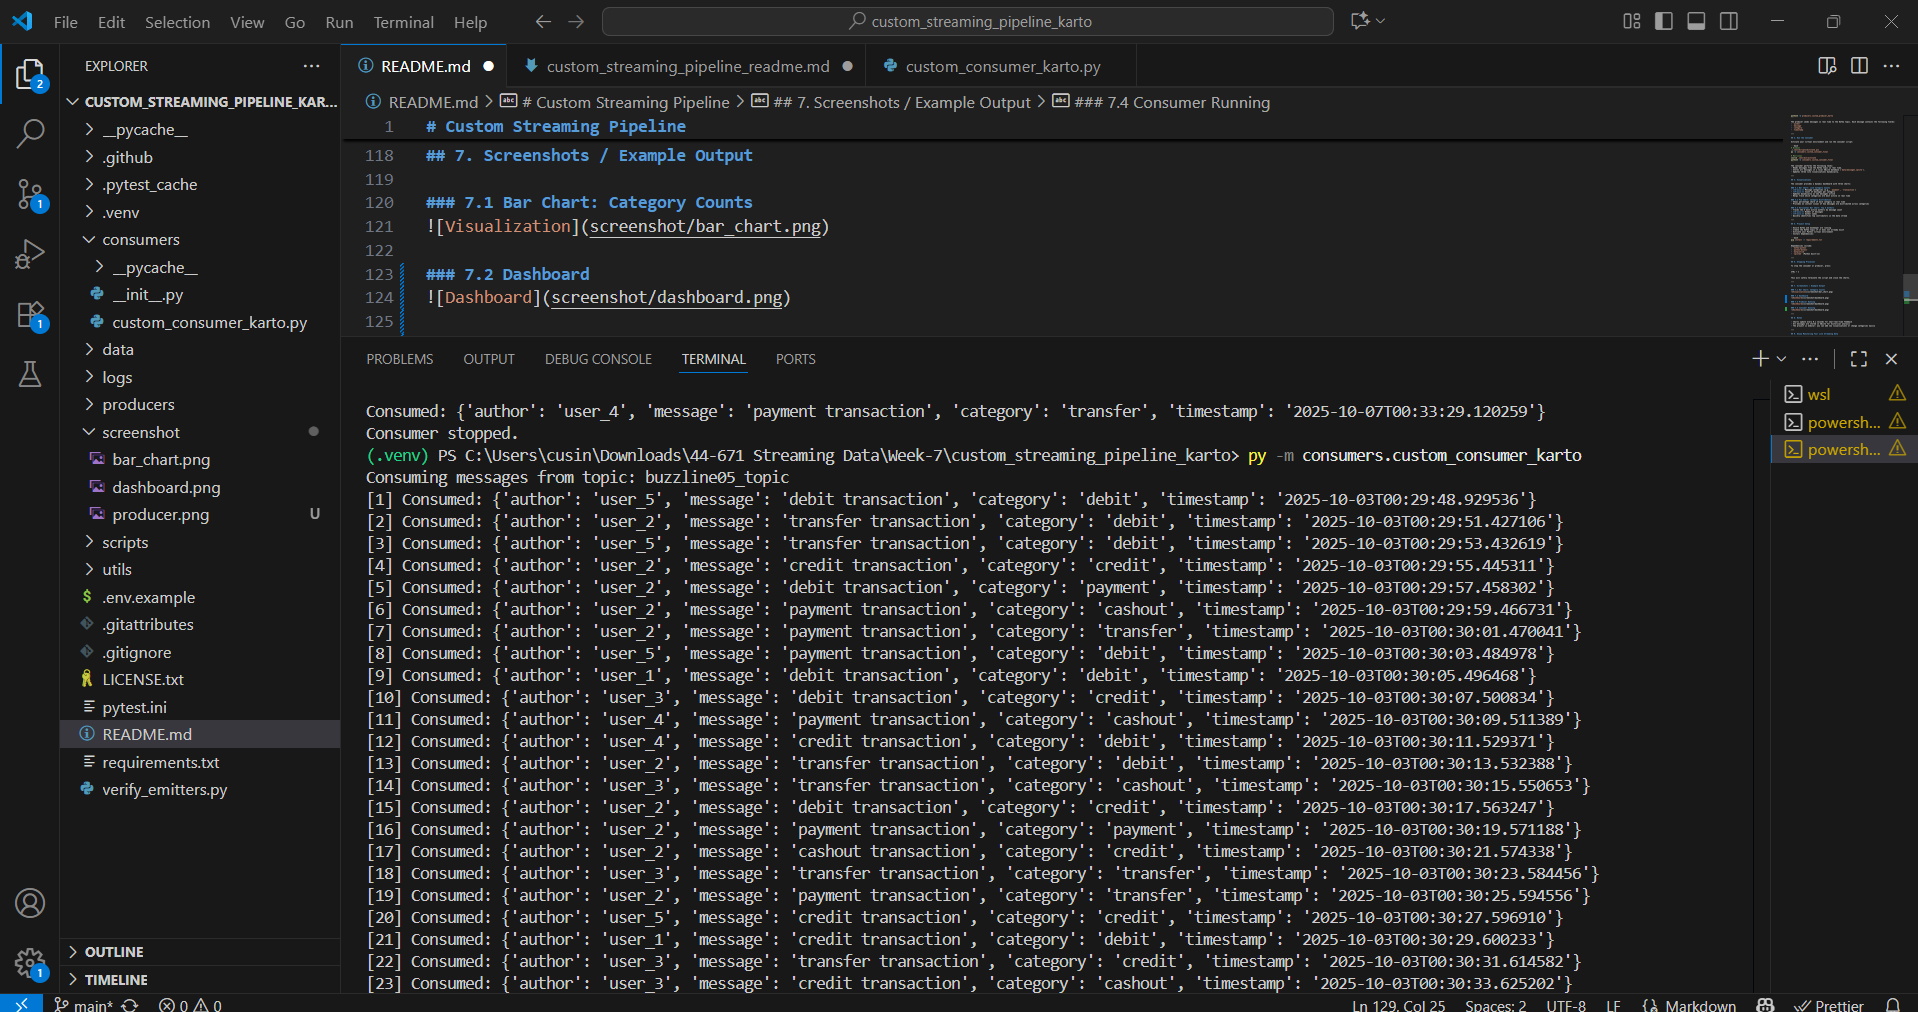 File Edit Selection View Go Run Terminal Help
custom_streaming_pipeline_karto
EXPLORER
CUSTOM_STREAMING_PIPELINE_KAR...
__pycache__
.github
.pytest_cache
.venv
consumers
__pycache__
__init__.py
custom_consumer_karto.py
data
logs
producers
screenshot
bar_chart.png
dashboard.png
producer.png U
scripts
utils
.env.example
.gitattributes
.gitignore
LICENSE.txt
pytest.ini
README.md
requirements.txt
verify_emitters.py
OUTLINE
TIMELINE
2
1
1
1
README.md custom_streaming_pipeline_readme.md custom_consumer_karto.py
README.md > # Custom Streaming Pipeline > ## 7. Screenshots / Example Output > ### 7.4 Consumer Running
1 # Custom Streaming Pipeline
118 ## 7. Screenshots / Example Output
119
120 ### 7.1 Bar Chart: Category Counts
121 ![Visualization](screenshot/bar_chart.png)
122
123 ### 7.2 Dashboard
124 ![Dashboard](screenshot/dashboard.png)
125
PROBLEMS OUTPUT DEBUG CONSOLE TERMINAL PORTS
wsl
powersh...
powersh...
Consumed: {'author': 'user_4', 'message': 'payment transaction', 'category': 'transfer', 'timestamp': '2025-10-07T00:33:29.120259'}
Consumer stopped.
(.venv) PS C:\Users\cusin\Downloads\44-671 Streaming Data\Week-7\custom_streaming_pipeline_karto> py -m consumers.custom_consumer_karto
Consuming messages from topic: buzzline05_topic
[1] Consumed: {'author': 'user_5', 'message': 'debit transaction', 'category': 'debit', 'timestamp': '2025-10-03T00:29:48.929536'}
[2] Consumed: {'author': 'user_2', 'message': 'transfer transaction', 'category': 'debit', 'timestamp': '2025-10-03T00:29:51.427106'}
[3] Consumed: {'author': 'user_5', 'message': 'transfer transaction', 'category': 'debit', 'timestamp': '2025-10-03T00:29:53.432619'}
[4] Consumed: {'author': 'user_2', 'message': 'credit transaction', 'category': 'credit', 'timestamp': '2025-10-03T00:29:55.445311'}
[5] Consumed: {'author': 'user_2', 'message': 'debit transaction', 'category': 'payment', 'timestamp': '2025-10-03T00:29:57.458302'}
[6] Consumed: {'author': 'user_2', 'message': 'payment transaction', 'category': 'cashout', 'timestamp': '2025-10-03T00:29:59.466731'}
[7] Consumed: {'author': 'user_2', 'message': 'payment transaction', 'category': 'transfer', 'timestamp': '2025-10-03T00:30:01.470041'}
[8] Consumed: {'author': 'user_5', 'message': 'payment transaction', 'category': 'debit', 'timestamp': '2025-10-03T00:30:03.484978'}
[9] Consumed: {'author': 'user_1', 'message': 'debit transaction', 'category': 'debit', 'timestamp': '2025-10-03T00:30:05.496468'}
[10] Consumed: {'author': 'user_3', 'message': 'debit transaction', 'category': 'credit', 'timestamp': '2025-10-03T00:30:07.500834'}
[11] Consumed: {'author': 'user_4', 'message': 'payment transaction', 'category': 'cashout', 'timestamp': '2025-10-03T00:30:09.511389'}
[12] Consumed: {'author': 'user_4', 'message': 'credit transaction', 'category': 'debit', 'timestamp': '2025-10-03T00:30:11.529371'}
[13] Consumed: {'author': 'user_2', 'message': 'transfer transaction', 'category': 'debit', 'timestamp': '2025-10-03T00:30:13.532388'}
[14] Consumed: {'author': 'user_3', 'message': 'transfer transaction', 'category': 'cashout', 'timestamp': '2025-10-03T00:30:15.550653'}
[15] Consumed: {'author': 'user_2', 'message': 'debit transaction', 'category': 'credit', 'timestamp': '2025-10-03T00:30:17.563247'}
[16] Consumed: {'author': 'user_2', 'message': 'payment transaction', 'category': 'payment', 'timestamp': '2025-10-03T00:30:19.571188'}
[17] Consumed: {'author': 'user_2', 'message': 'cashout transaction', 'category': 'credit', 'timestamp': '2025-10-03T00:30:21.574338'}
[18] Consumed: {'author': 'user_3', 'message': 'transfer transaction', 'category': 'transfer', 'timestamp': '2025-10-03T00:30:23.584456'}
[19] Consumed: {'author': 'user_2', 'message': 'payment transaction', 'category': 'transfer', 'timestamp': '2025-10-03T00:30:25.594556'}
[20] Consumed: {'author': 'user_5', 'message': 'credit transaction', 'category': 'credit', 'timestamp': '2025-10-03T00:30:27.596910'}
[21] Consumed: {'author': 'user_1', 'message': 'credit transaction', 'category': 'debit', 'timestamp': '2025-10-03T00:30:29.600233'}
[22] Consumed: {'author': 'user_3', 'message': 'transfer transaction', 'category': 'credit', 'timestamp': '2025-10-03T00:30:31.614582'}
[23] Consumed: {'author': 'user_3', 'message': 'credit transaction', 'category': 'cashout', 'timestamp': '2025-10-03T00:30:33.625202'}
main* 0 0 Ln 129, Col 25 Spaces: 2 UTF-8 LF {} Markdown Prettier